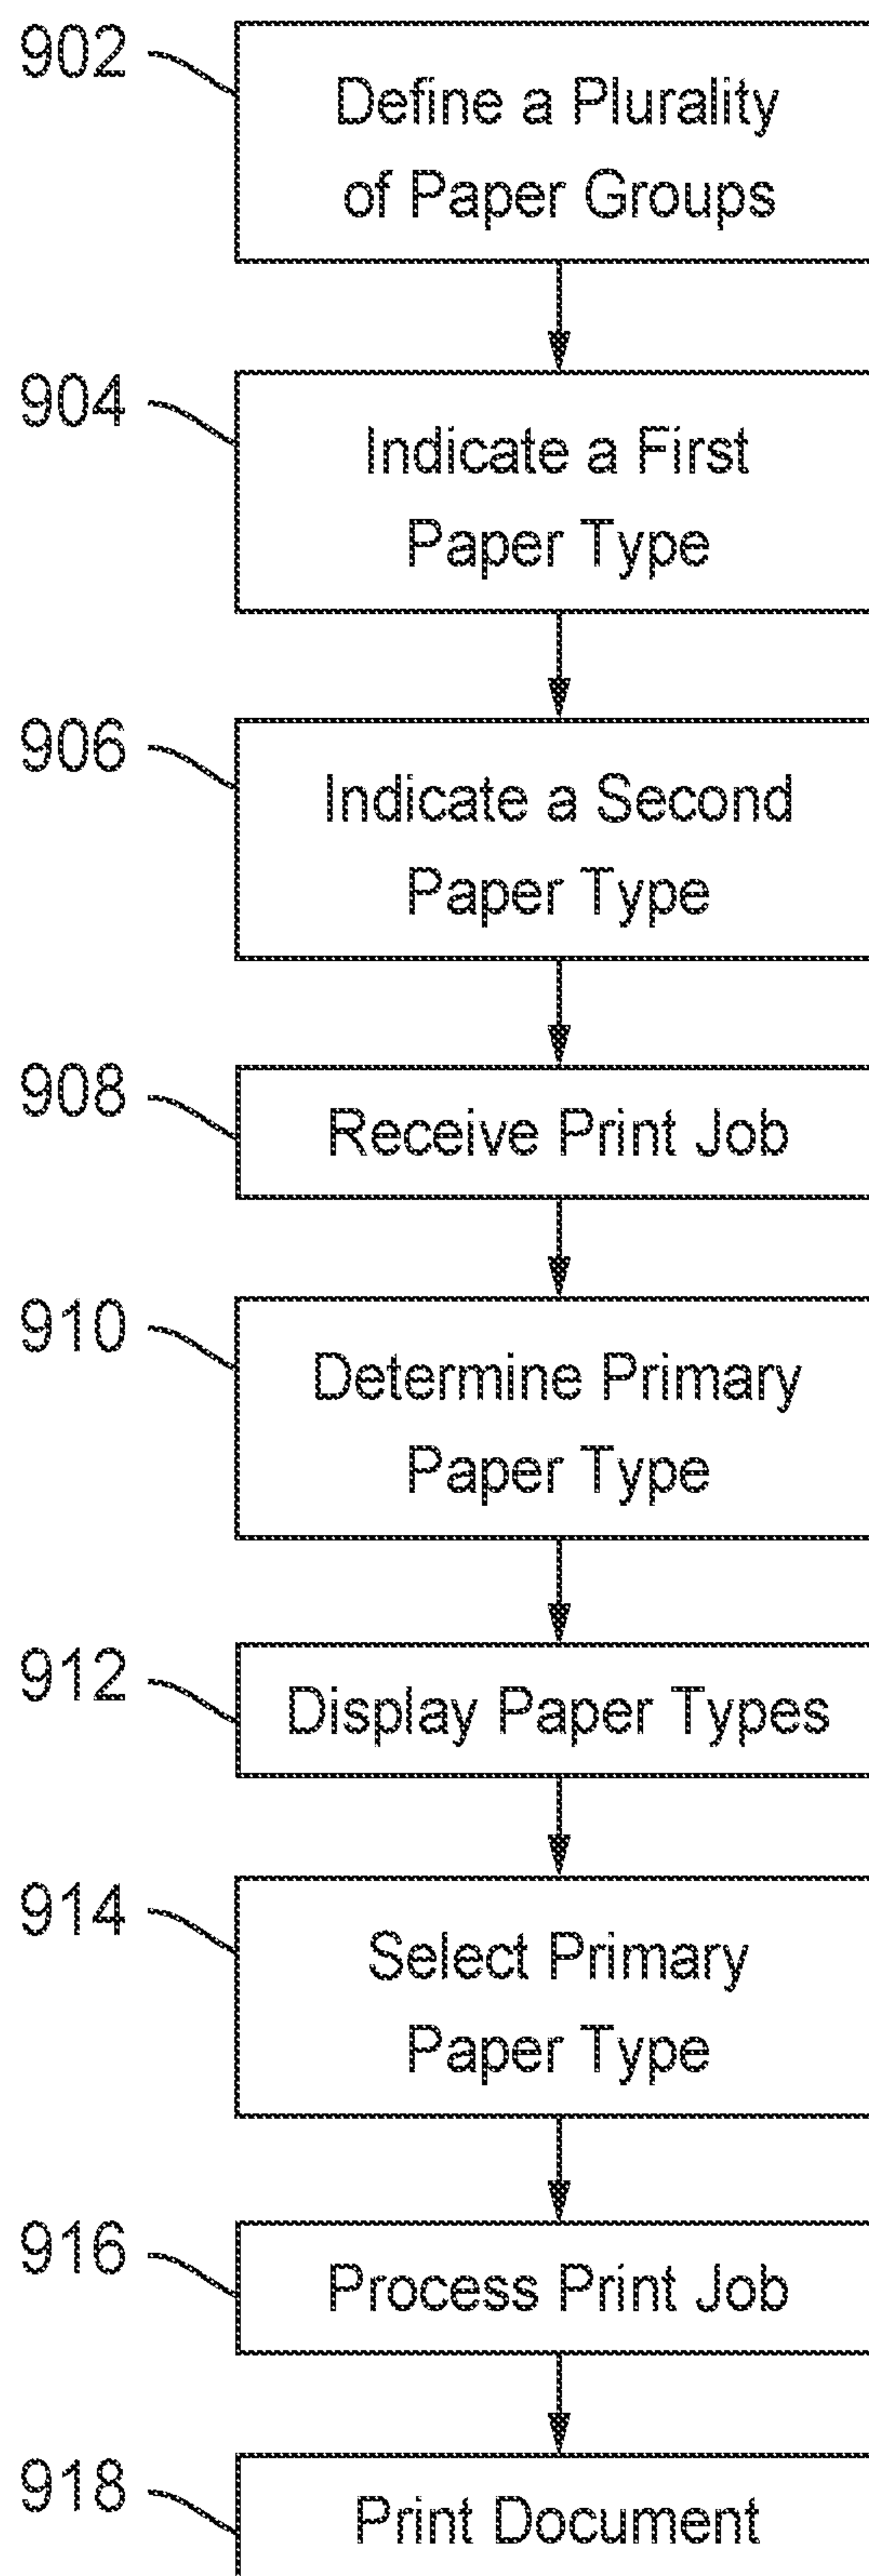 902
Define a Plurality
of Paper Groups
904
Indicate a First
Paper Type
906
Indicate a Second
Paper Type
908
Receive Print Job
910
Determine Primary
Paper Type
912
Display Paper Types
914
Select Primary
Paper Type
916
Process Print Job
918
Print Document